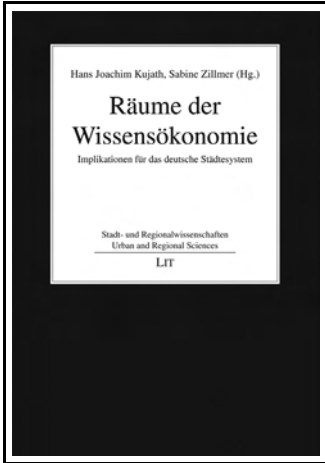 Hans Joachim Kujath, Sabine Zillmer (Hg.)
Räume der
Wissensökonomie
Implikationen für das deutsche Städtesystem
Stadt- und Regionalwissenschaften
Urban and Regional Sciences
LIT